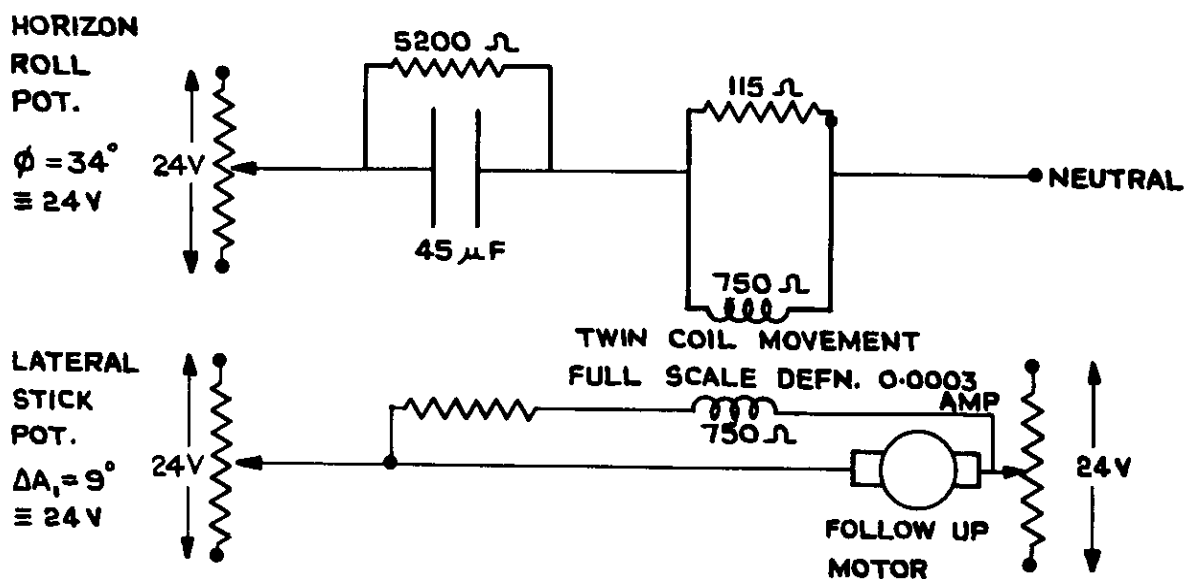 HORIZON
ROLL
POT.
ϕ = 34°
≡ 24 V
24V
5200 Ω
45 μF
115 Ω
750 Ω
NEUTRAL
TWIN COIL MOVEMENT
FULL SCALE DEFN. 0.0003
AMP
LATERAL
STICK
POT.
ΔA₁ = 9°
≡ 24 V
24V
750 Ω
FOLLOW UP
MOTOR
24V